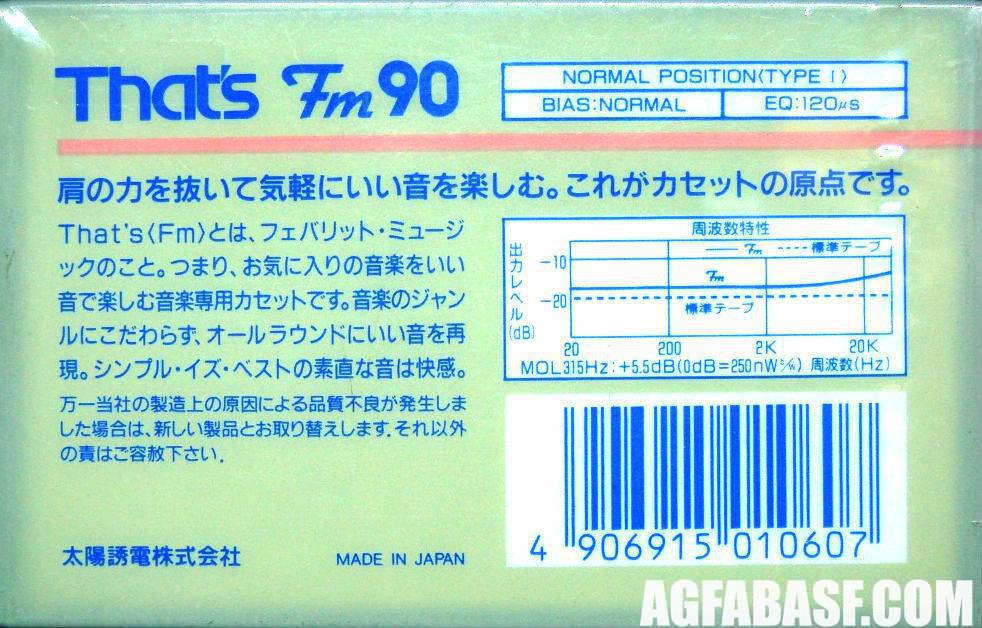 That's Fm 90
NORMAL POSITION(TYPE I)
BIAS:NORMAL
EQ:120μs
肩の力を抜いて気軽にいい音を楽しむ。これがカセットの原点です。
That's〈Fm〉とは、フェバリット・ミュージ
ックのこと。つまり、お気に入りの音楽をいい
音で楽しむ音楽専用カセットです。音楽のジャン
ルにこだわらず、オールラウンドにいい音を再
現。シンプル・イズ・ベストの素直な音は快感。
万一当社の製造上の原因による品質不良が発生しま
した場合は、新しい製品とお取り替えします。それ以外
の責はご容赦下さい.
太陽誘電株式会社
MADE IN JAPAN
周波数特性
Fm 標準テープ
出力レベル(dB)
-10
-20
Fm
標準テープ
20 200 2K 20K
MOL315Hz:+5.5dB(0dB=250nWb/m) 周波数(Hz)
4 906915 010607
AGFABASF.COM